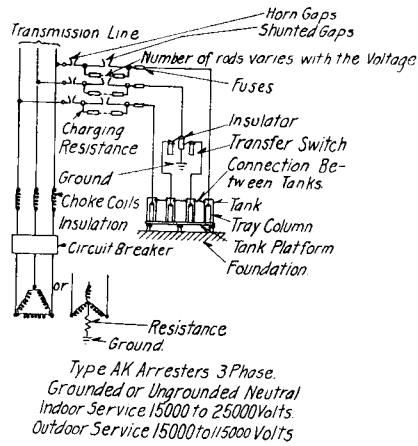 Horn Gaps
Shunted Gaps
Transmission Line
Number of rods varies with the Voltage
Fuses
Insulator
Transfer Switch
Charging
Resistance
Connection Be-
tween Tanks.
Ground
Tank
Choke Coils
Tray Column
Insulation
Tank Platform
Circuit Breaker
Foundation.
or
Resistance
Ground.
Type AK Arresters 3 Phase.
Grounded or Ungrounded Neutral
Indoor Service 15000 to 25000 Volts.
Outdoor Service 15000 to 115000 Volts